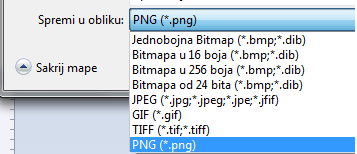 Spremi u obliku: PNG (*.png)
Jednobojna Bitmap (*.bmp;*.dib)
Bitmapa u 16 boja (*.bmp;*.dib)
Bitmapa u 256 boja (*.bmp;*.dib)
Bitmapa od 24 bita (*.bmp;*.dib)
JPEG (*.jpg;*.jpeg;*.jpe;*.jfif)
GIF (*.gif)
TIFF (*.tif;*.tiff)
PNG (*.png)
Sakrij mape